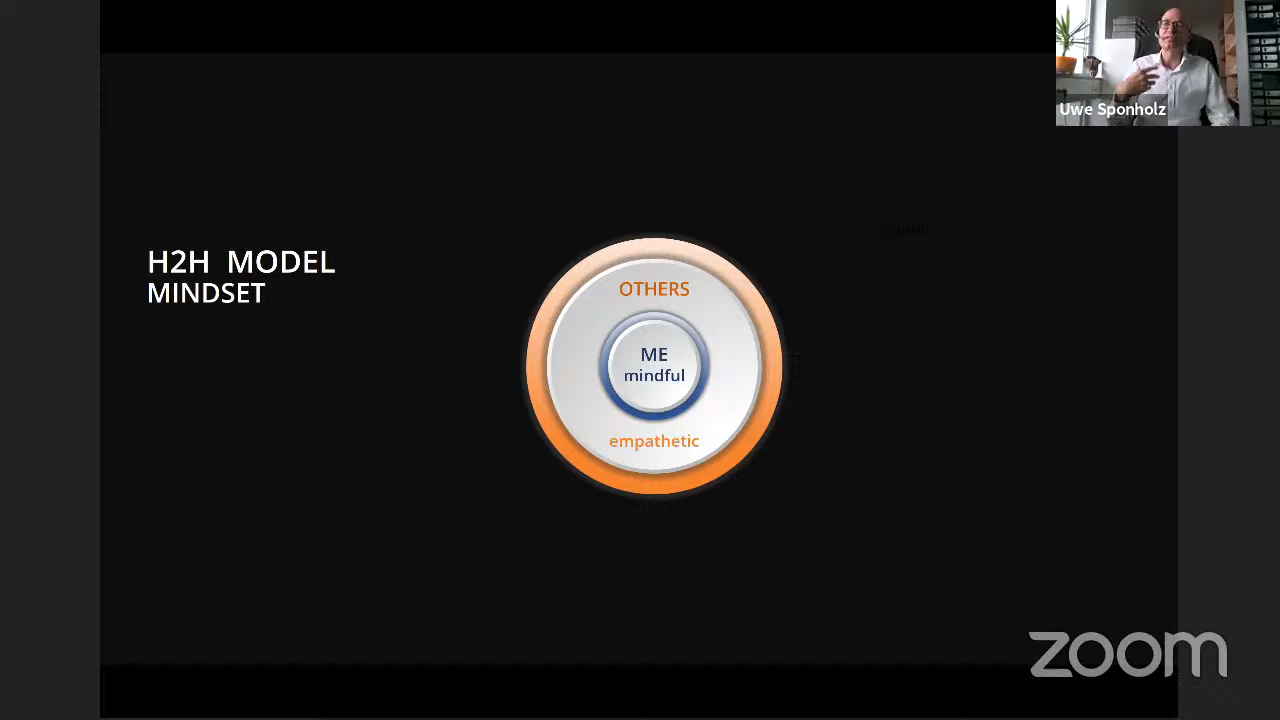 Uwe Sponholz
H2H MODEL
MINDSET
OTHERS
ME
mindful
empathetic
zoom